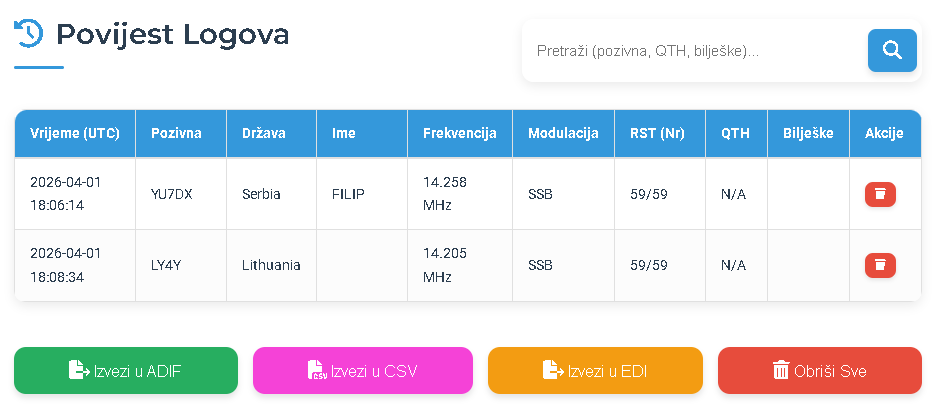 Povijest Logova
Pretraži (pozivna, QTH, bilješke)...
Vrijeme (UTC) Pozivna Država Ime Frekvencija Modulacija RST (Nr) QTH Bilješke Akcije
2026-04-01 18:06:14 YU7DX Serbia FILIP 14.258 MHz SSB 59/59 N/A
2026-04-01 18:08:34 LY4Y Lithuania 14.205 MHz SSB 59/59 N/A
Izvezi u ADIF
CSV Izvezi u CSV
Izvezi u EDI
Obriši Sve